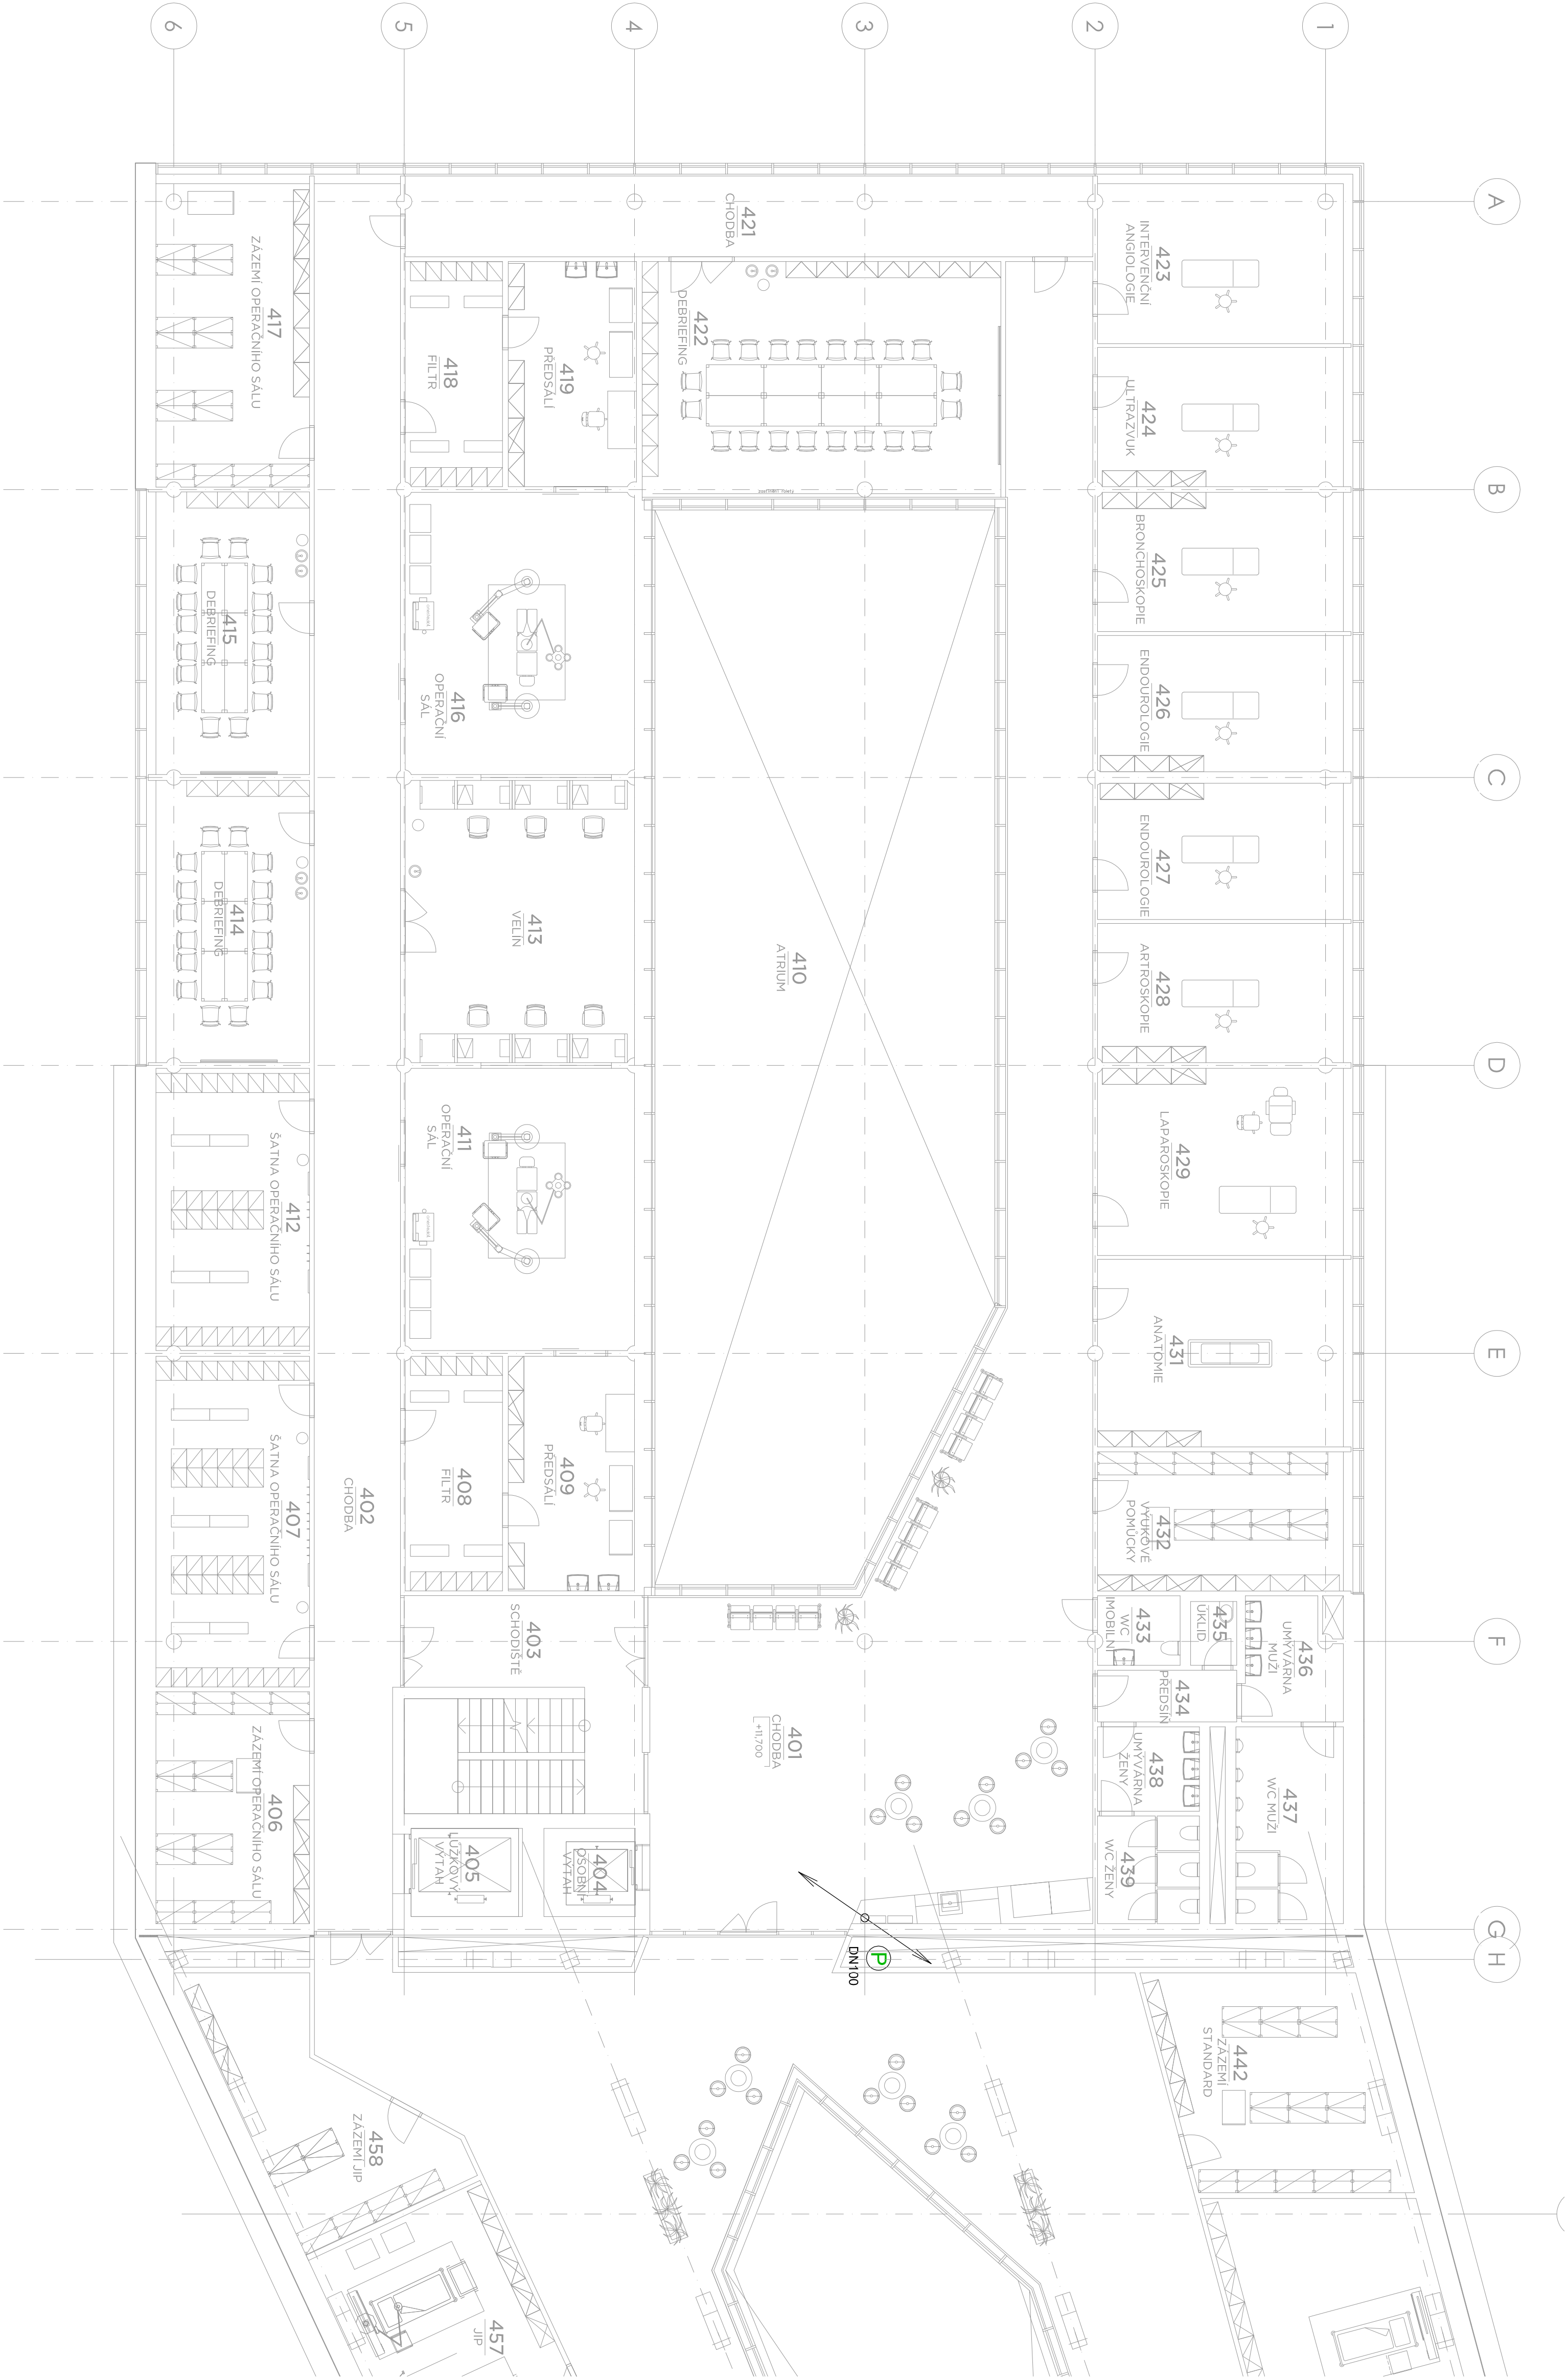 6
5
4
3
2
1
A
B
C
D
E
F
G
H
417
ZÁZEMÍ OPERAČNÍHO SÁLU
418
FILTR
419
PŘEDSÁLÍ
421
CHODBA
422
DEBRIEFING
423
INTERVENČNÍ
ANGIOLOGIE
424
ULTRAZVUK
425
BRONCHOSKOPIE
426
ENDOUROLOGIE
427
ENDOUROLOGIE
428
ARTROSKOPIE
429
LAPAROSKOPIE
431
ANATOMIE
432
VÝUKOVÉ
POMŮCKY
415
DEBRIEFING
416
OPERAČNÍ
SÁL
414
DEBRIEFING
413
VELÍN
410
ATRIUM
411
OPERAČNÍ
SÁL
412
ŠATNA OPERAČNÍHO SÁLU
407
ŠATNA OPERAČNÍHO SÁLU
402
CHODBA
408
FILTR
409
PŘEDSÁLÍ
403
SCHODIŠTĚ
406
ZÁZEMÍ OPERAČNÍHO SÁLU
405
LŮŽKOVÝ
VÝTAH
404
OSOBNÍ
VÝTAH
401
CHODBA
+11,700
433
WC
IMOBILNÍ
435
ÚKLID
436
UMÝVÁRNA
MUŽI
434
PŘEDSÍŇ
438
UMÝVÁRNA
ŽENY
437
WC MUŽI
439
WC ŽENY
P
DN100
442
ZÁZEMÍ
STANDARD
458
ZÁZEMÍ JIP
457
JIP